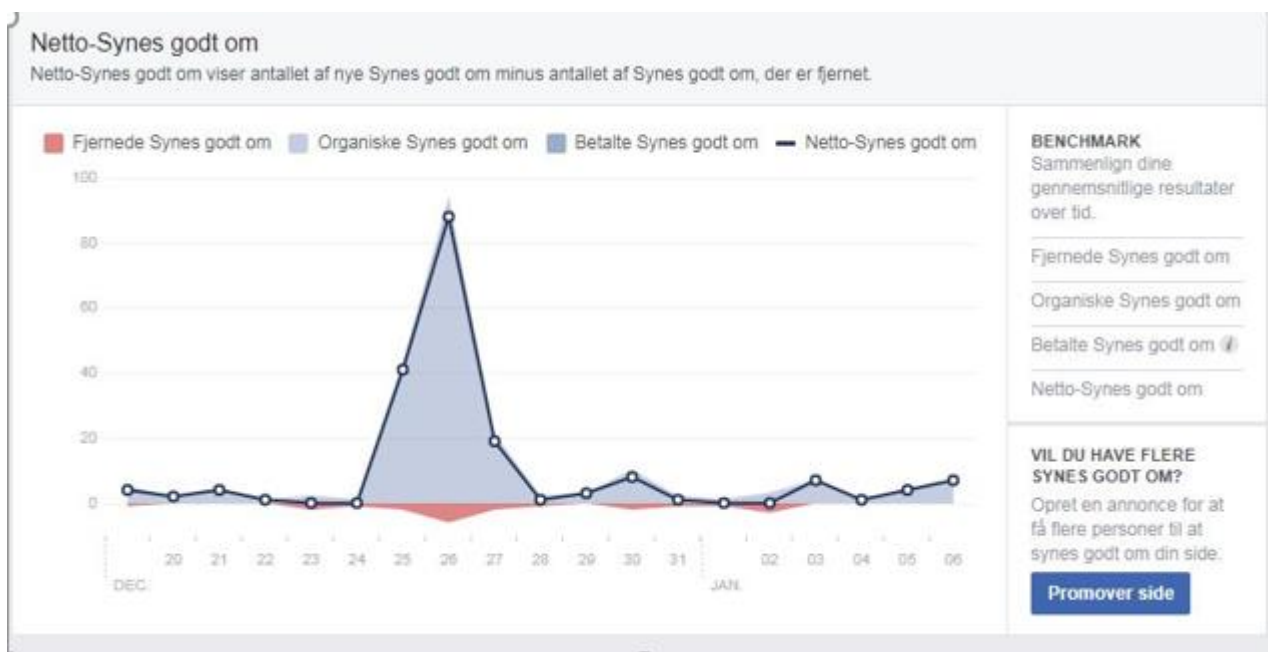 Netto-Synes godt om
Netto-Synes godt om viser antallet af nye Synes godt om minus antallet af Synes godt om, der er fjernet.
Fjernede Synes godt om Organiske Synes godt om Betalte Synes godt om Netto-Synes godt om
100
80
60
40
20
0
20 21 22 23 24 25 26 27 28 29 30 31 02 03 04 05 06
DEC. JAN.
BENCHMARK
Sammenlign dine
gennemsnitlige resultater
over tid.
Fjernede Synes godt om
Organiske Synes godt om
Betalte Synes godt om i
Netto-Synes godt om
VIL DU HAVE FLERE
SYNES GODT OM?
Opret en annonce for at
få flere personer til at
synes godt om din side.
Promover side